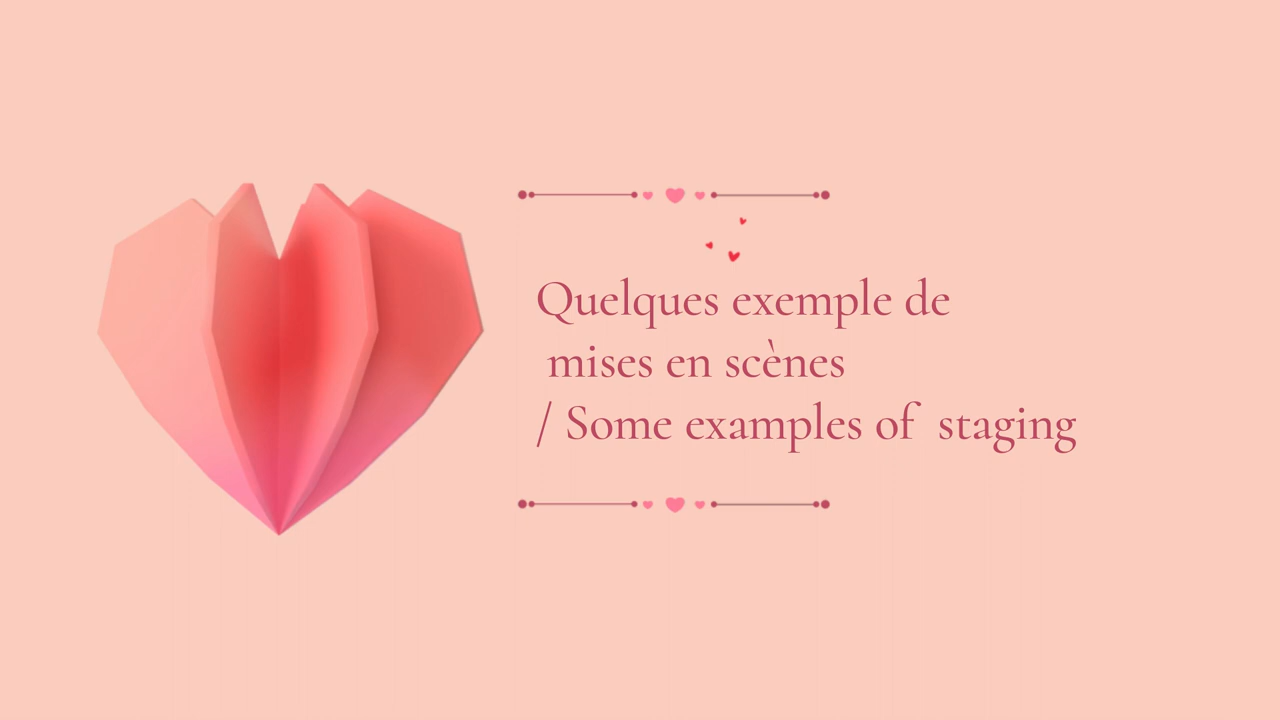 Quelques exemple de
mises en scènes
/ Some examples of staging